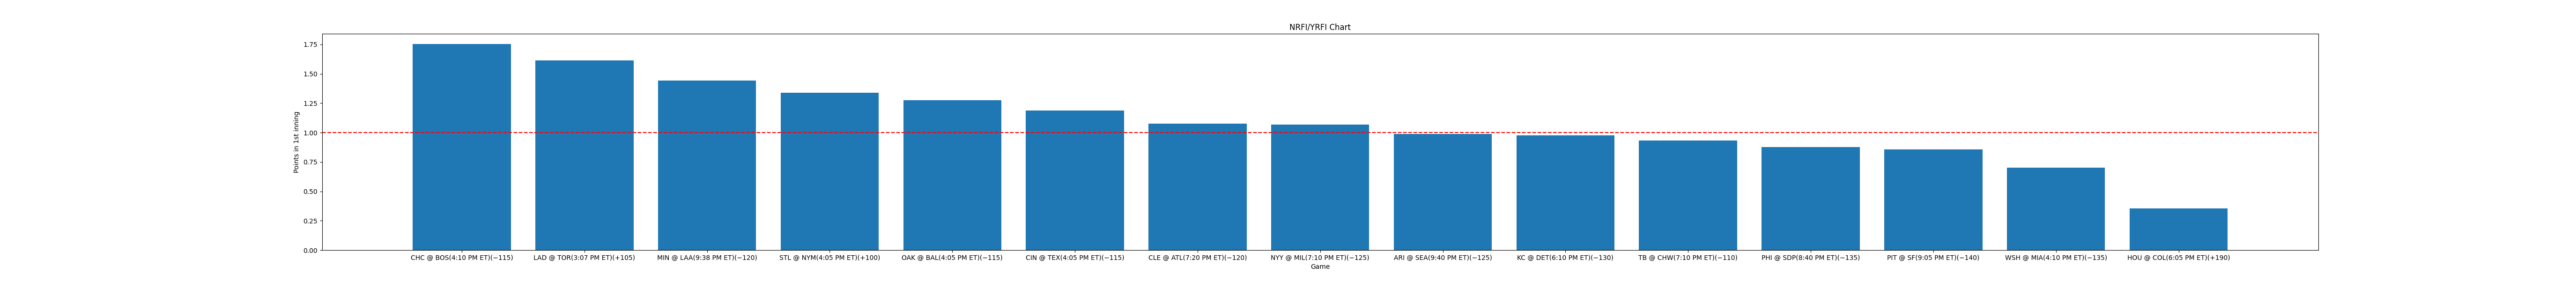 NRFI/YRFI Chart
1.75
1.50
1.25
1.00
0.75
0.50
0.25
0.00
Points in 1st inning
CHC @ BOS(4:10 PM ET)(−115)
LAD @ TOR(3:07 PM ET)(+105)
MIN @ LAA(9:38 PM ET)(−120)
STL @ NYM(4:05 PM ET)(+100)
OAK @ BAL(4:05 PM ET)(−115)
CIN @ TEX(4:05 PM ET)(−115)
CLE @ ATL(7:20 PM ET)(−120)
NYY @ MIL(7:10 PM ET)(−125)
ARI @ SEA(9:40 PM ET)(−125)
KC @ DET(6:10 PM ET)(−130)
TB @ CHW(7:10 PM ET)(−110)
PHI @ SDP(8:40 PM ET)(−135)
PIT @ SF(9:05 PM ET)(−140)
WSH @ MIA(4:10 PM ET)(−135)
HOU @ COL(6:05 PM ET)(+190)
Game